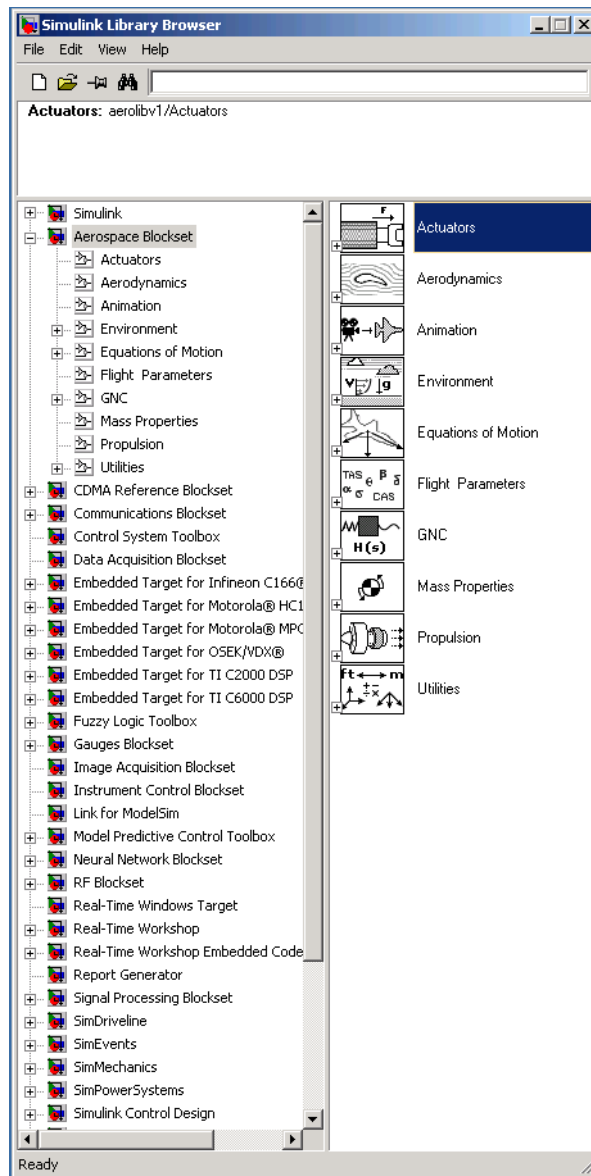 Simulink Library Browser
File Edit View Help
Actuators: aerolibv1/Actuators
Simulink
Aerospace Blockset
Actuators
Aerodynamics
Animation
Environment
Equations of Motion
Flight Parameters
GNC
Mass Properties
Propulsion
Utilities
CDMA Reference Blockset
Communications Blockset
Control System Toolbox
Data Acquisition Blockset
Embedded Target for Infineon C166®
Embedded Target for Motorola® HC1
Embedded Target for Motorola® MPC
Embedded Target for OSEK/VDX®
Embedded Target for TI C2000 DSP
Embedded Target for TI C6000 DSP
Fuzzy Logic Toolbox
Gauges Blockset
Image Acquisition Blockset
Instrument Control Blockset
Link for ModelSim
Model Predictive Control Toolbox
Neural Network Blockset
RF Blockset
Real-Time Windows Target
Real-Time Workshop
Real-Time Workshop Embedded Code
Report Generator
Signal Processing Blockset
SimDriveline
SimEvents
SimMechanics
SimPowerSystems
Simulink Control Design
F
Actuators
Aerodynamics
Animation
V g
Environment
Equations of Motion
TAS θ β δ
α σ CAS
Flight Parameters
H(s)
GNC
Mass Properties
Propulsion
ft m
Utilities
Ready